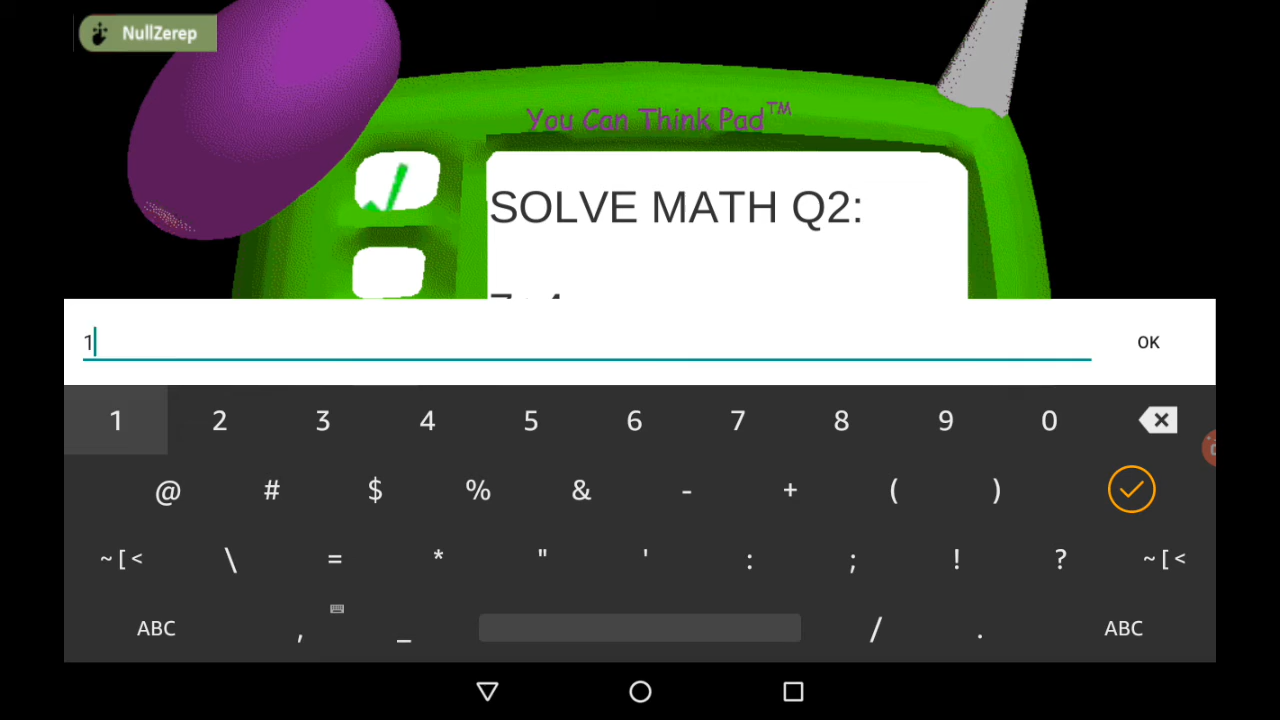 NullZerep
You Can Think Pad™
SOLVE MATH Q2:
1
OK
1 2 3 4 5 6 7 8 9 0
@ # $ % & - + ( )
~[< \ = * " ' : ; ! ? ~[<
ABC , _ / . ABC